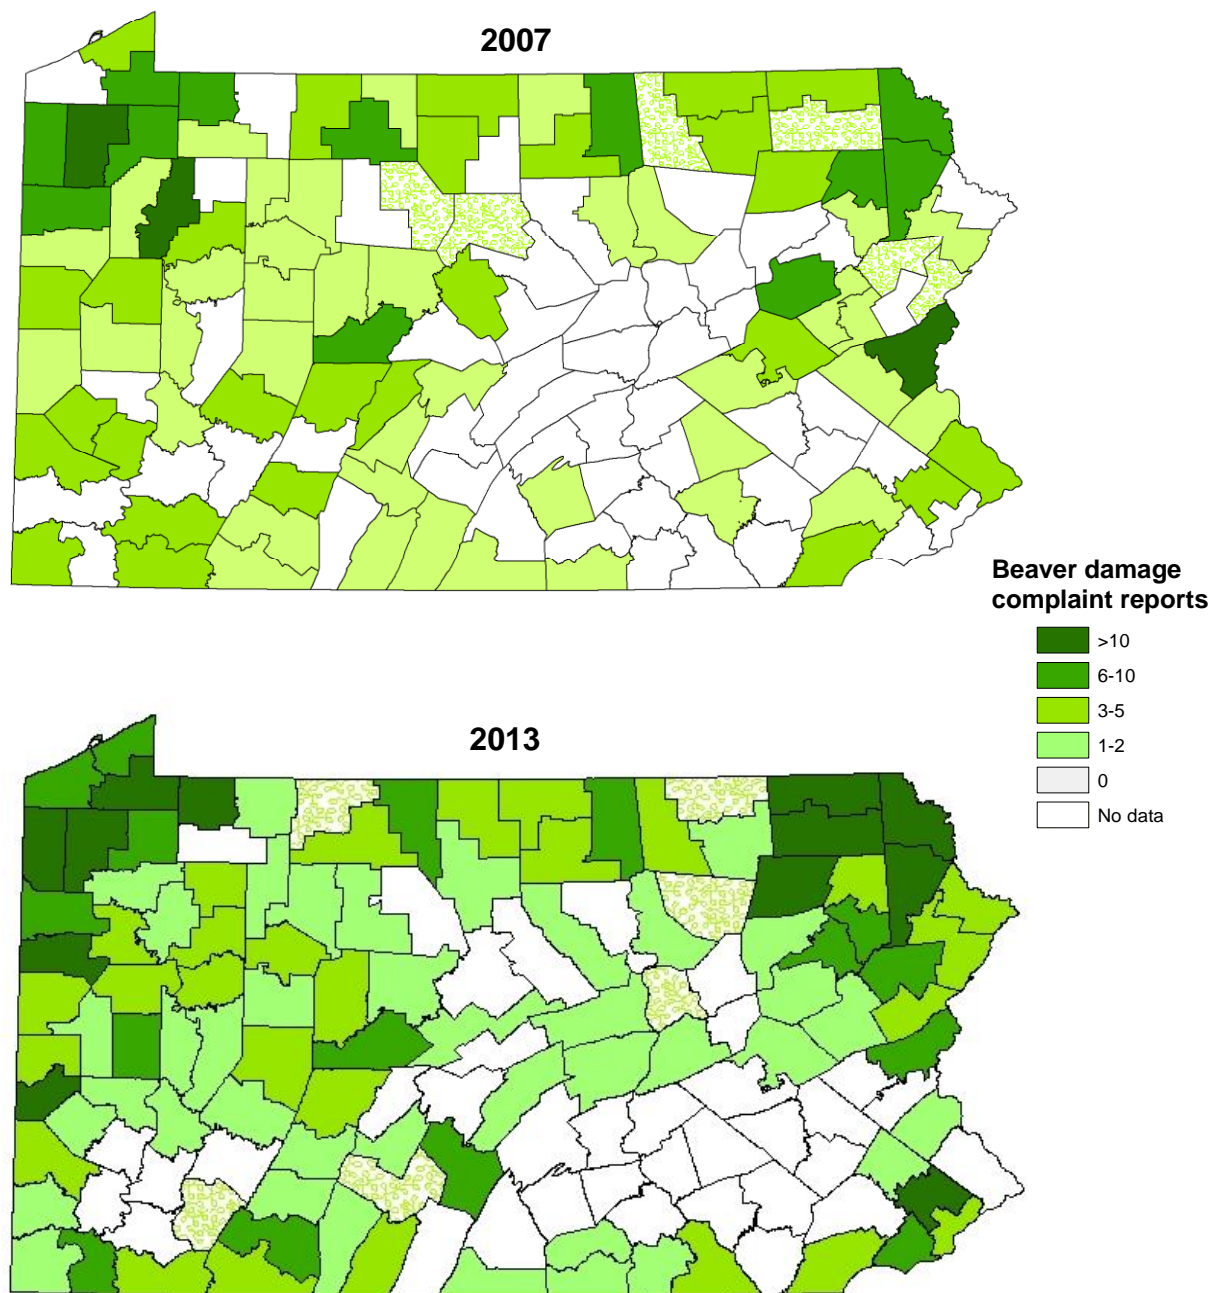 2007
Beaver damage
complaint reports
>10
6-10
3-5
1-2
0
No data
2013